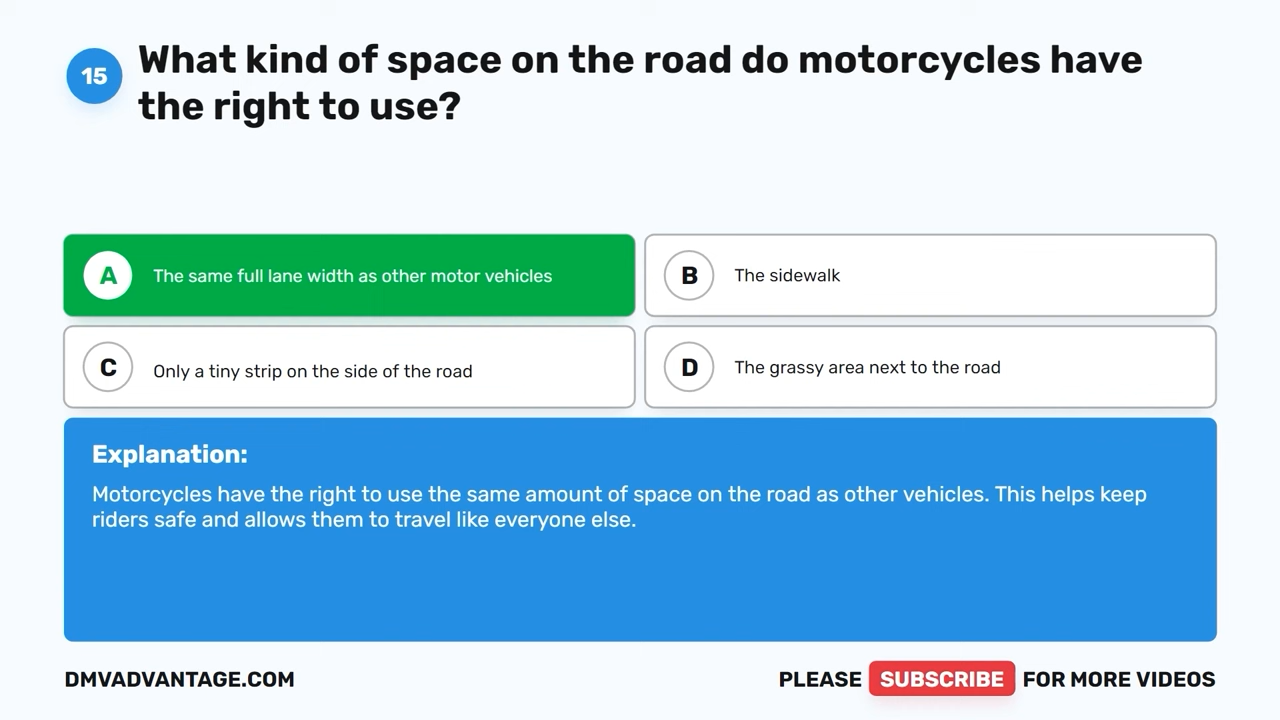 15
What kind of space on the road do motorcycles have
the right to use?
A
The same full lane width as other motor vehicles
B
The sidewalk
C
Only a tiny strip on the side of the road
D
The grassy area next to the road
Explanation:
Motorcycles have the right to use the same amount of space on the road as other vehicles. This helps keep
riders safe and allows them to travel like everyone else.
DMVADVANTAGE.COM
PLEASE SUBSCRIBE FOR MORE VIDEOS